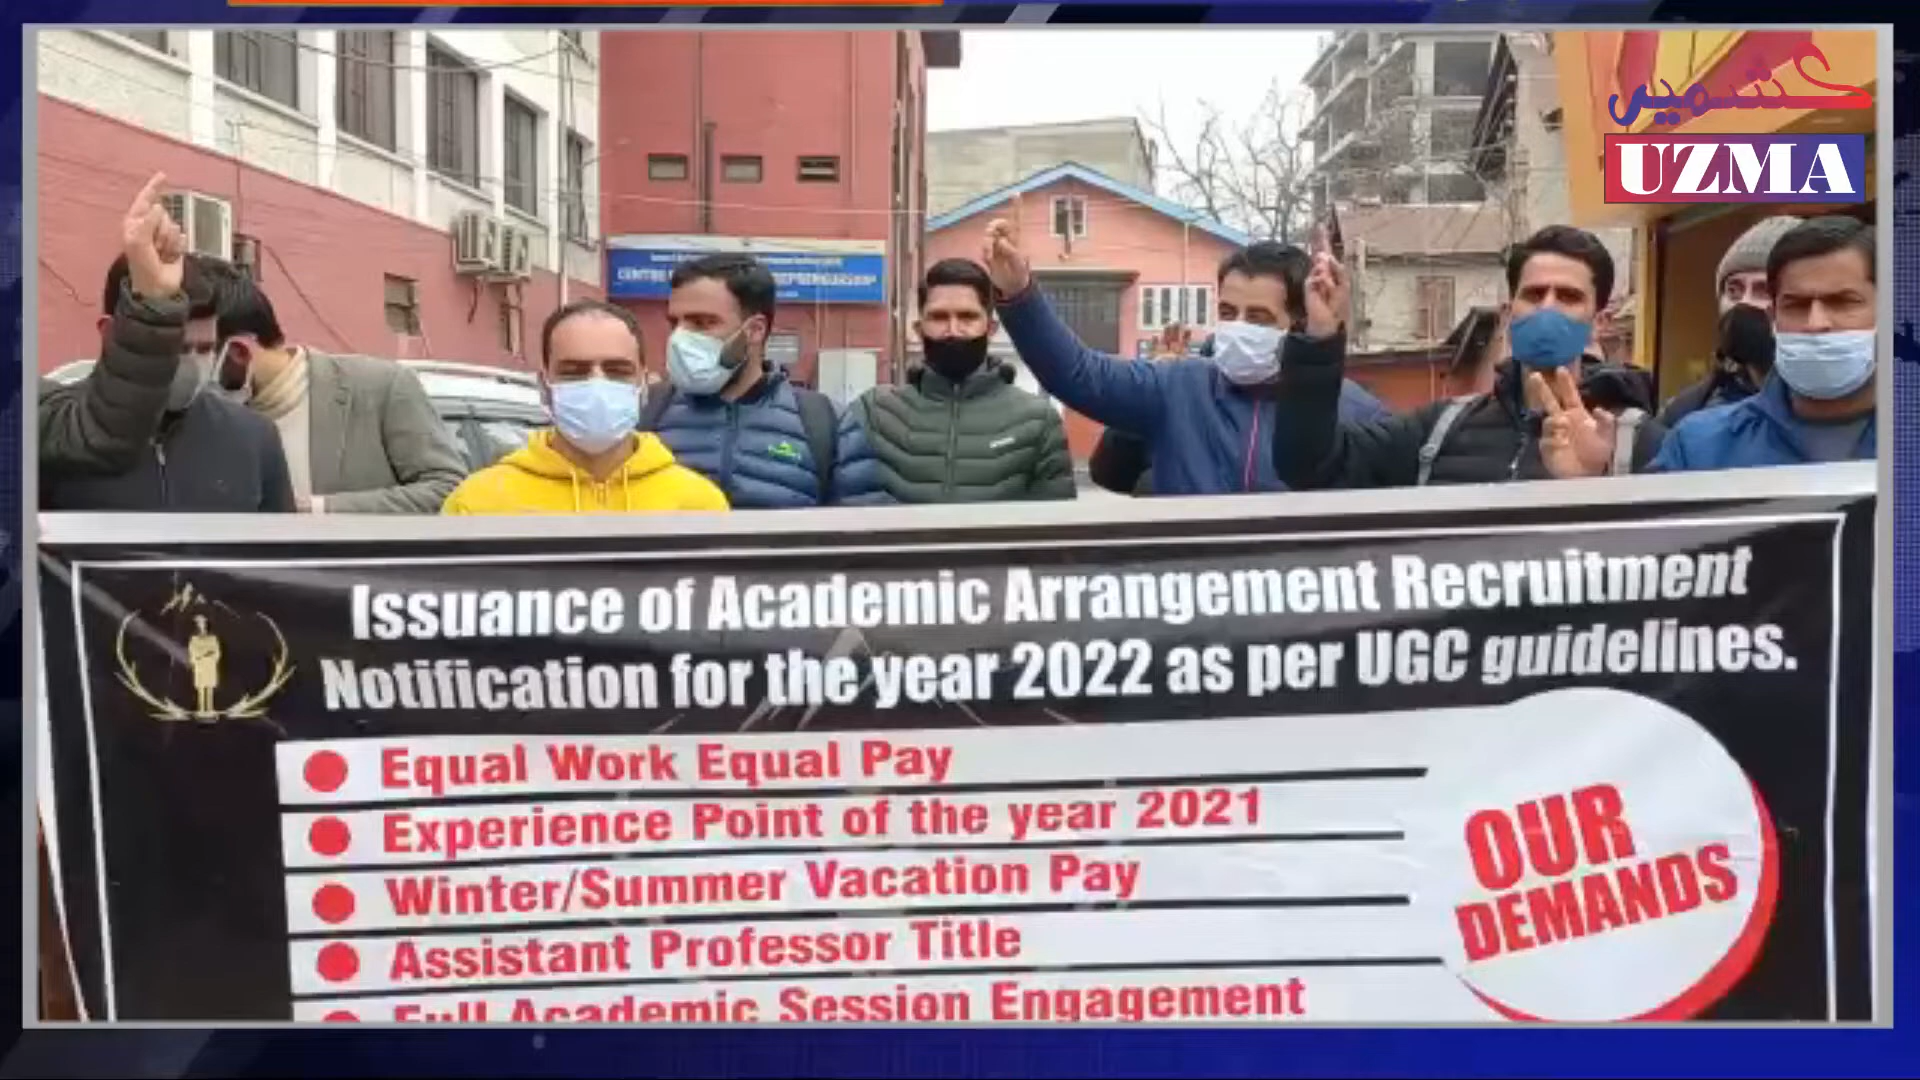 کشمیر
UZMA
Issuance of Academic Arrangement Recruitment
Notification for the year 2022 as per UGC guidelines.
Equal Work Equal Pay
Experience Point of the year 2021
Winter/Summer Vacation Pay
Assistant Professor Title
Full Academic Session Engagement
OUR
DEMANDS